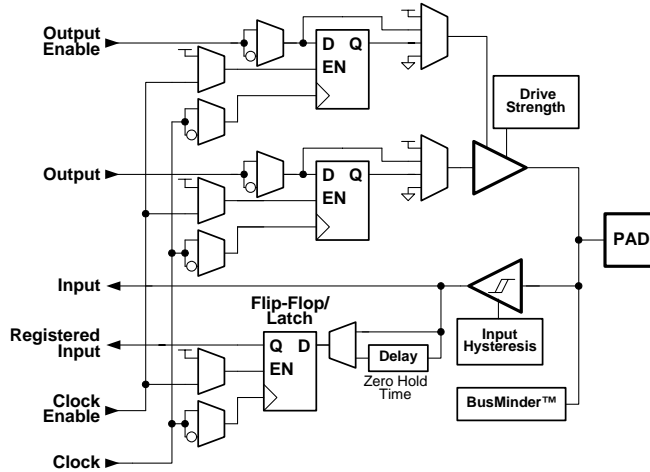 Output
Enable
D Q
EN
Drive
Strength
Output
D Q
EN
PAD
Input
Flip-Flop/
Latch
Input
Hysteresis
Registered
Input
Q D
EN
Delay
Zero Hold
Time
Clock
Enable
BusMinder™
Clock